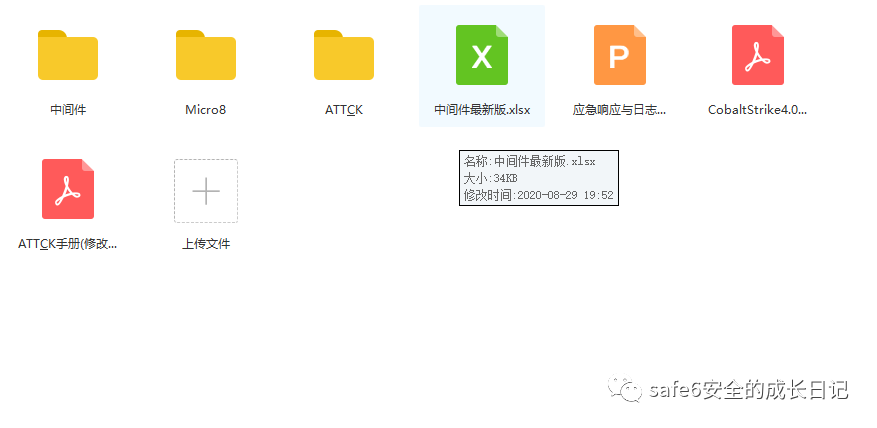 中间件
Micro8
ATTCK
中间件最新版.xlsx
应急响应与日志...
CobaltStrike4.0...
名称:中间件最新版.xlsx
大小:34KB
修改时间:2020-08-29 19:52
ATTCK手册(修改...
上传文件
safe6安全的成长日记